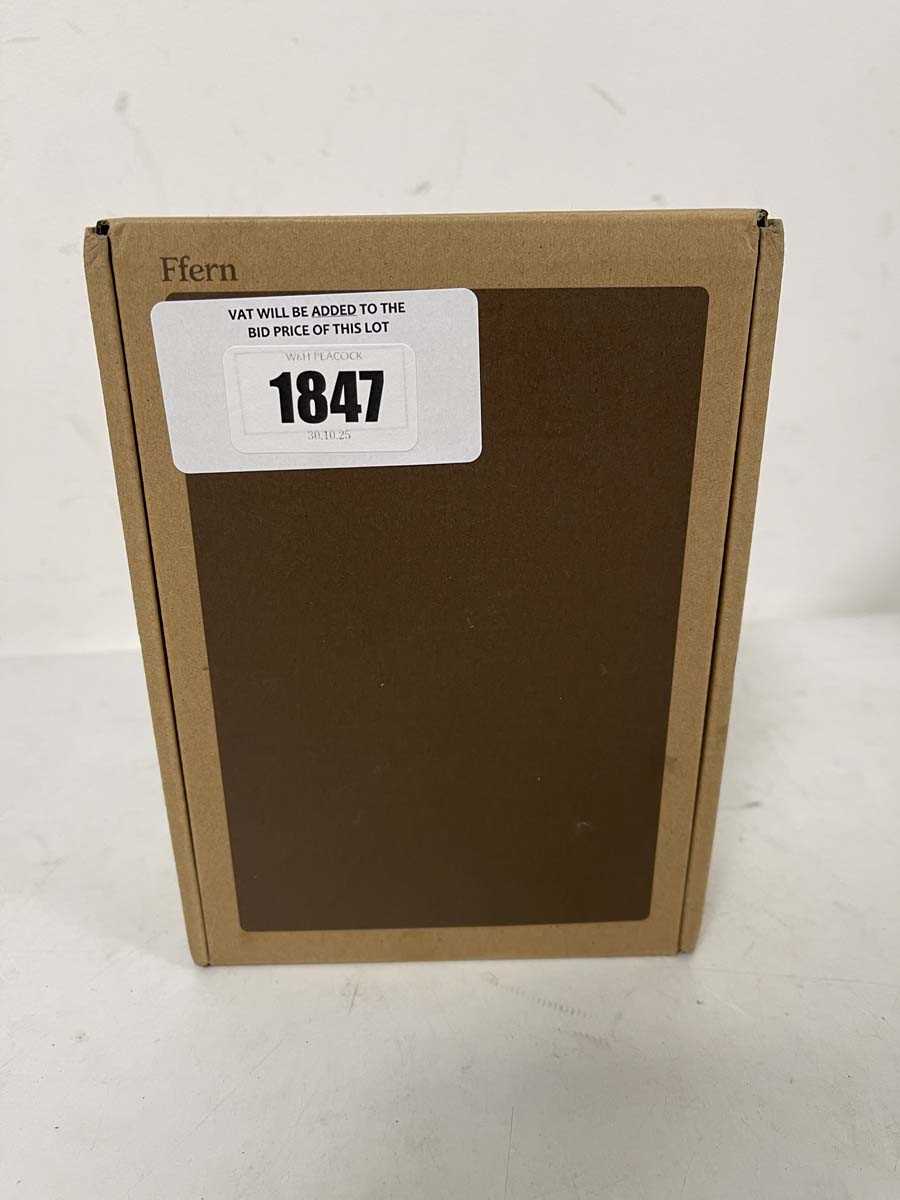 Ffern
VAT WILL BE ADDED TO THE
BID PRICE OF THIS LOT
W&H PEACOCK
1847
30.10.25